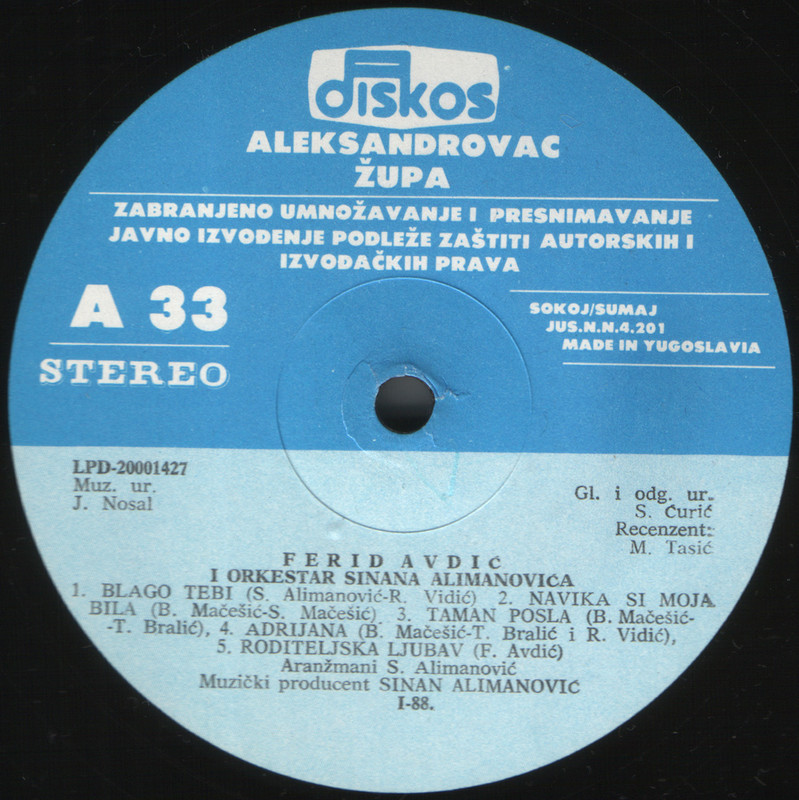 diskos
ALEKSANDROVAC
ŽUPA
ZABRANJENO UMNOŽAVANJE I PRESNIMAVANJE
JAVNO IZVOĐENJE PODLEŽE ZAŠTITI AUTORSKIH I
IZVOĐAČKIH PRAVA
A 33
STEREO
SOKOJ/SUMAJ
JUS.N.N.4.201
MADE IN YUGOSLAVIA
LPD-20001427
Muz. ur.
J. Nosal
Gl. i odg. ur.
S. Ćurić
Recenzent:
M. Tasić
FERID AVDIĆ
I ORKESTAR SINANA ALIMANOVIĆA
1. BLAGO TEBI (S. Alimanović-R. Vidić) 2. NAVIKA SI MOJA
BILA (B. Mačešić-S. Mačešić) 3. TAMAN POSLA (B. Mačešić-
-T. Bralić), 4. ADRIJANA (B. Mačešić-T. Bralić i R. Vidić),
5. RODITELJSKA LJUBAV (F. Avdić)
Aranžmani S. Alimanović
Muzički producent SINAN ALIMANOVIĆ
I-88.